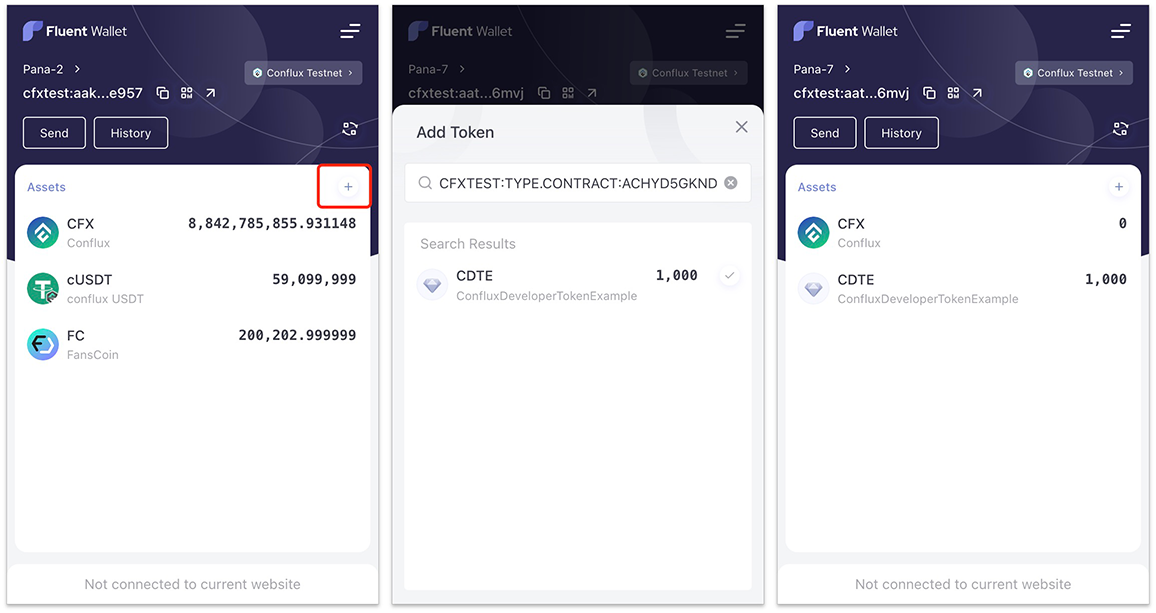 Fluent Wallet
Pana-2
Conflux Testnet
cfxtest:aak...e957
Send
History
Assets
+
CFX
8,842,785,855.931148
Conflux
cUSDT
59,099,999
conflux USDT
FC
200,202.999999
FansCoin
Not connected to current website
Fluent Wallet
Pana-7
Conflux Testnet
cfxtest:aat...6mvj
Add Token
CFXTEST:TYPE.CONTRACT:ACHYD5GKND
Search Results
CDTE
1,000
ConfluxDeveloperTokenExample
Fluent Wallet
Pana-7
Conflux Testnet
cfxtest:aat...6mvj
Send
History
Assets
+
CFX
0
Conflux
CDTE
1,000
ConfluxDeveloperTokenExample
Not connected to current website